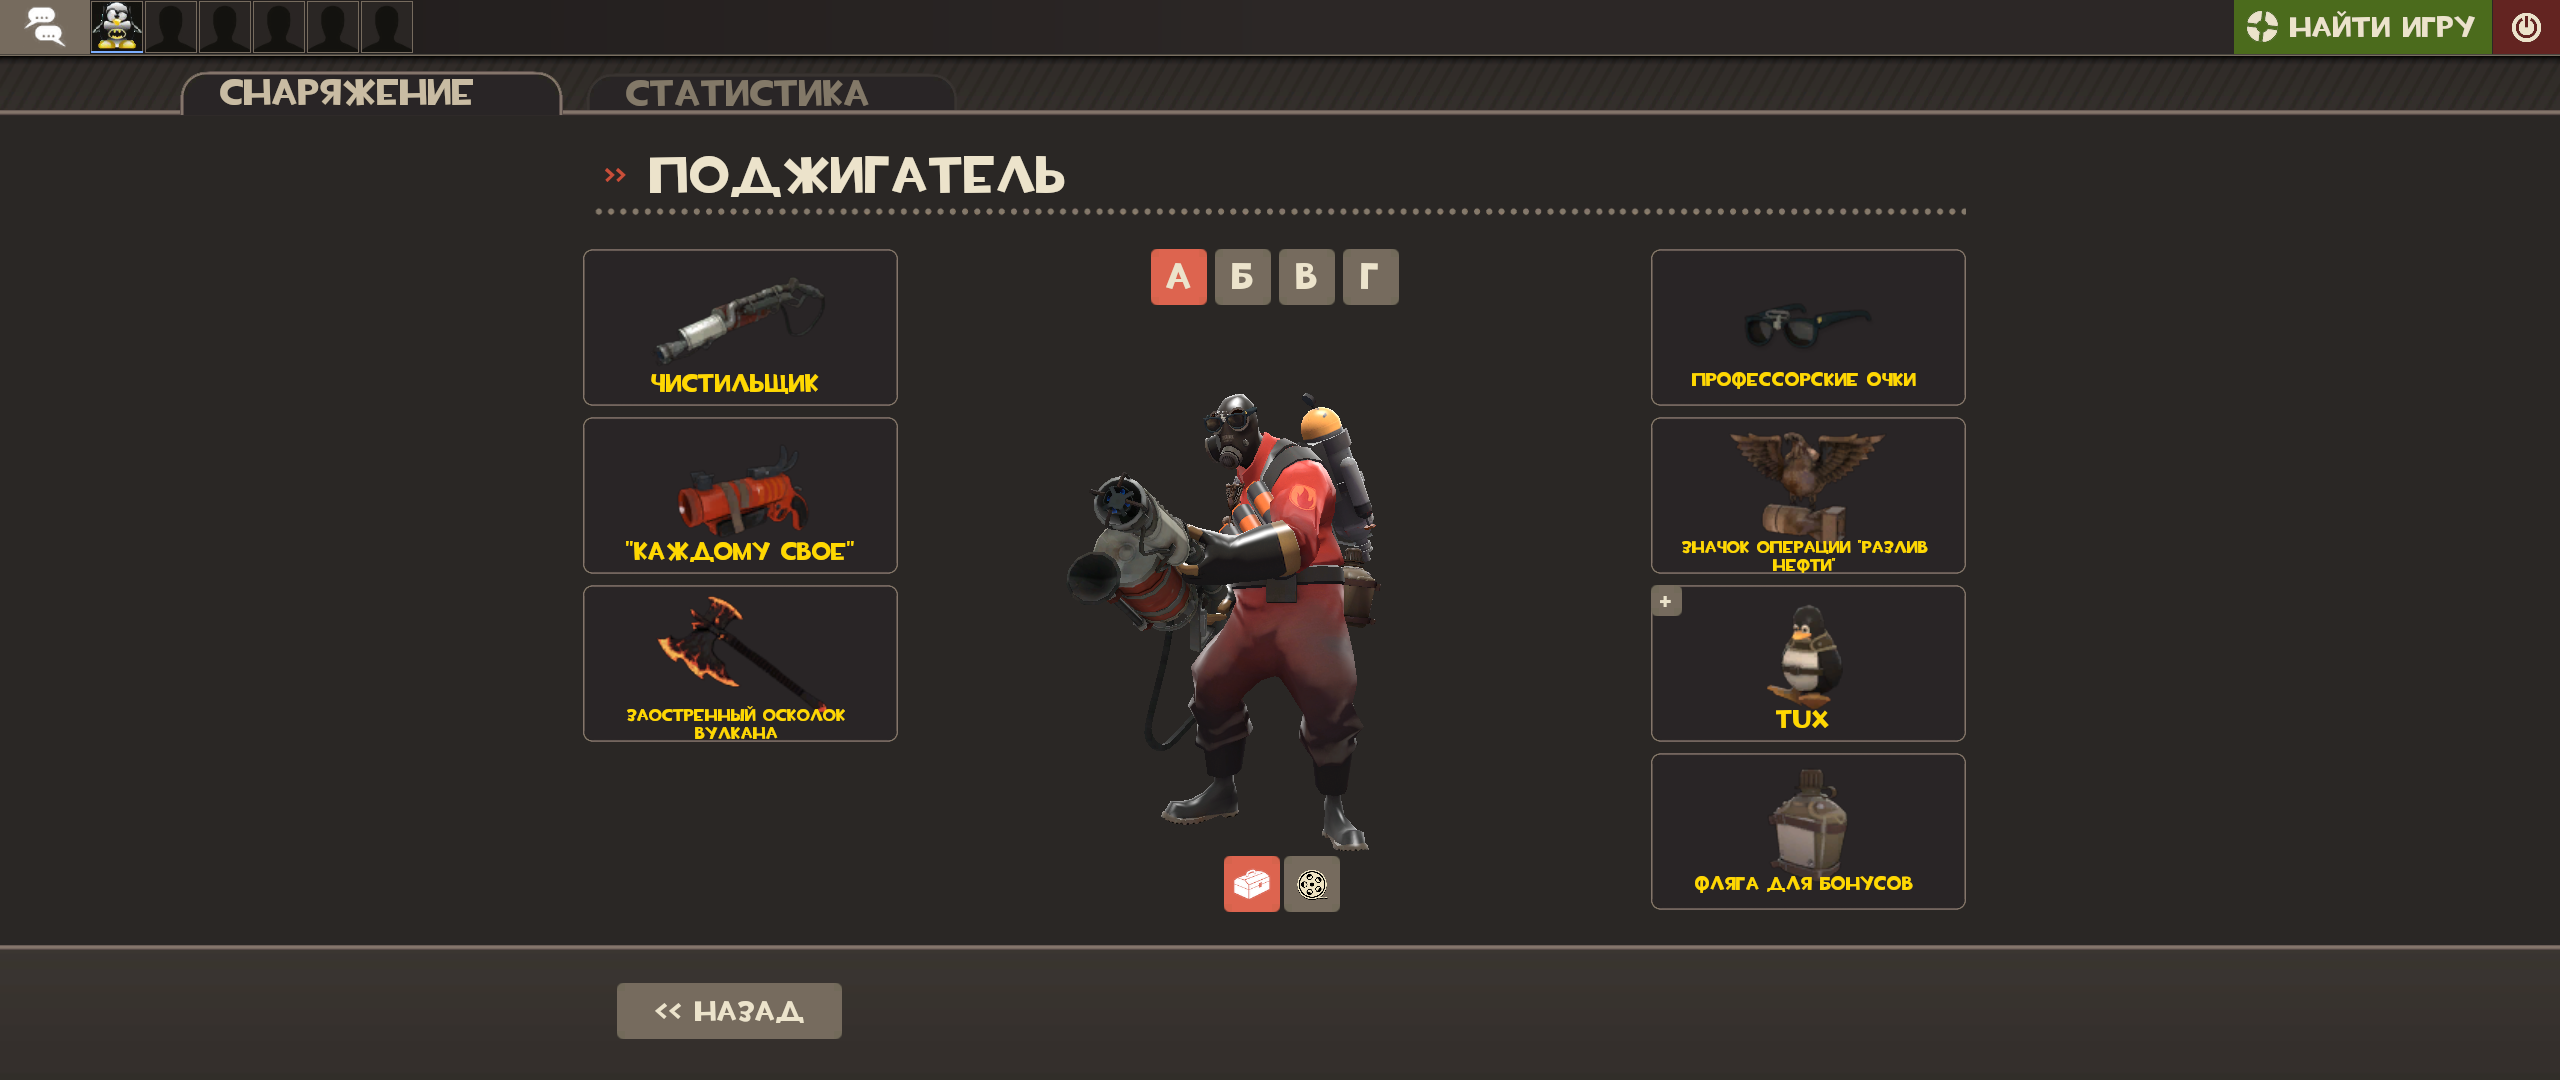 НАЙТИ ИГРУ
СНАРЯЖЕНИЕ
СТАТИСТИКА
>> ПОДЖИГАТЕЛЬ
А Б В Г
ЧИСТИЛЬЩИК
"КАЖДОМУ СВОЕ"
ЗАОСТРЕННЫЙ ОСКОЛОК
ВУЛКАНА
ПРОФЕССОРСКИЕ ОЧКИ
ЗНАЧОК ОПЕРАЦИИ "РАЗЛИВ
НЕФТИ"
+
TUX
ФЛЯГА ДЛЯ БОНУСОВ
<< НАЗАД